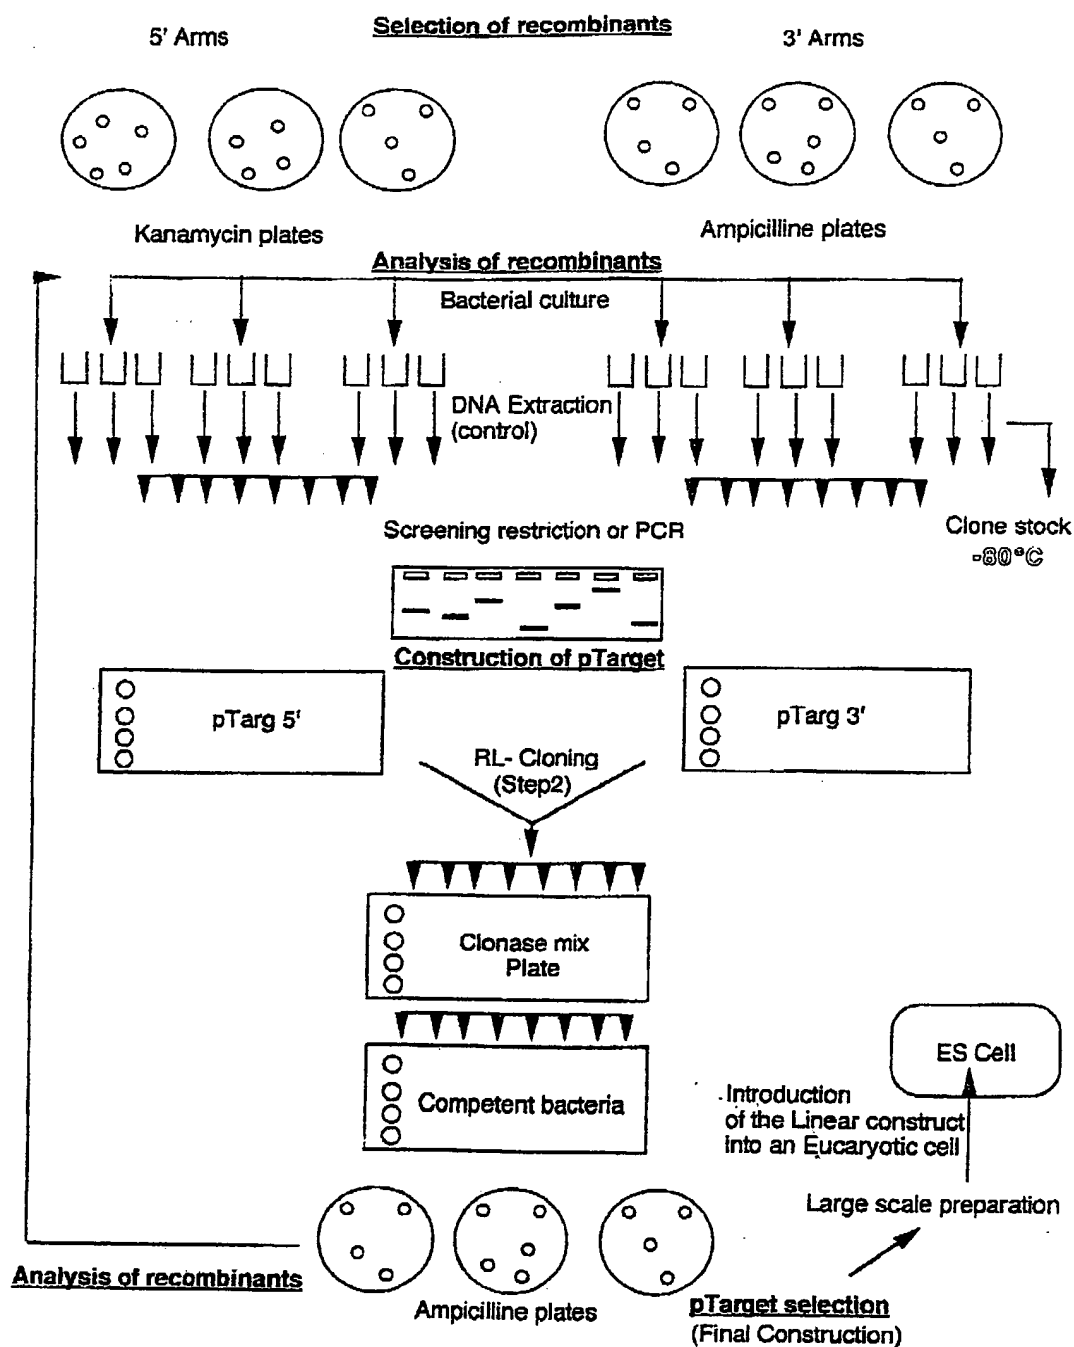 Selection of recombinants
5' Arms
3' Arms
Kanamycin plates
Ampicilline plates
Analysis of recombinants
Bacterial culture
DNA Extraction
(control)
Screening restriction or PCR
Clone stock
-80°C
Construction of pTarget
pTarg 5'
pTarg 3'
RL- Cloning
(Step2)
Clonase mix
Plate
Competent bacteria
ES Cell
Introduction
of the Linear construct
into an Eucaryotic cell
Large scale preparation
Analysis of recombinants
Ampicilline plates
pTarget selection
(Final Construction)